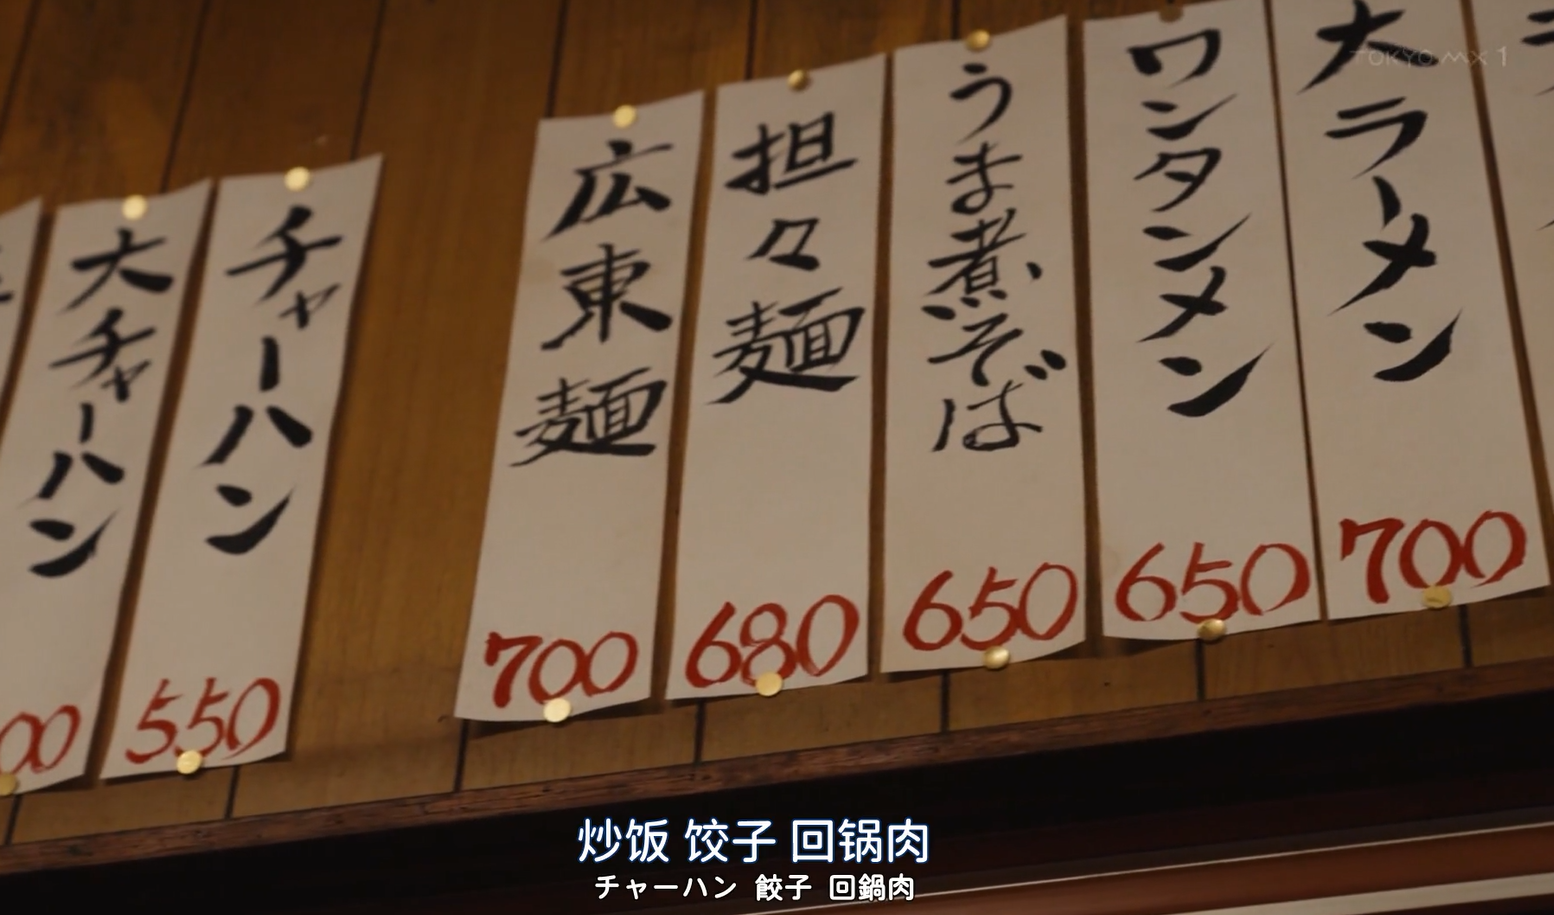 TOKYO MX 1
大ラーメン
700
ワンタンメン
650
うま煮そば
650
担々麺
680
広東麺
700
チャーハン
550
大チャーハン
00
炒饭 饺子 回锅肉
チャーハン 餃子 回鍋肉